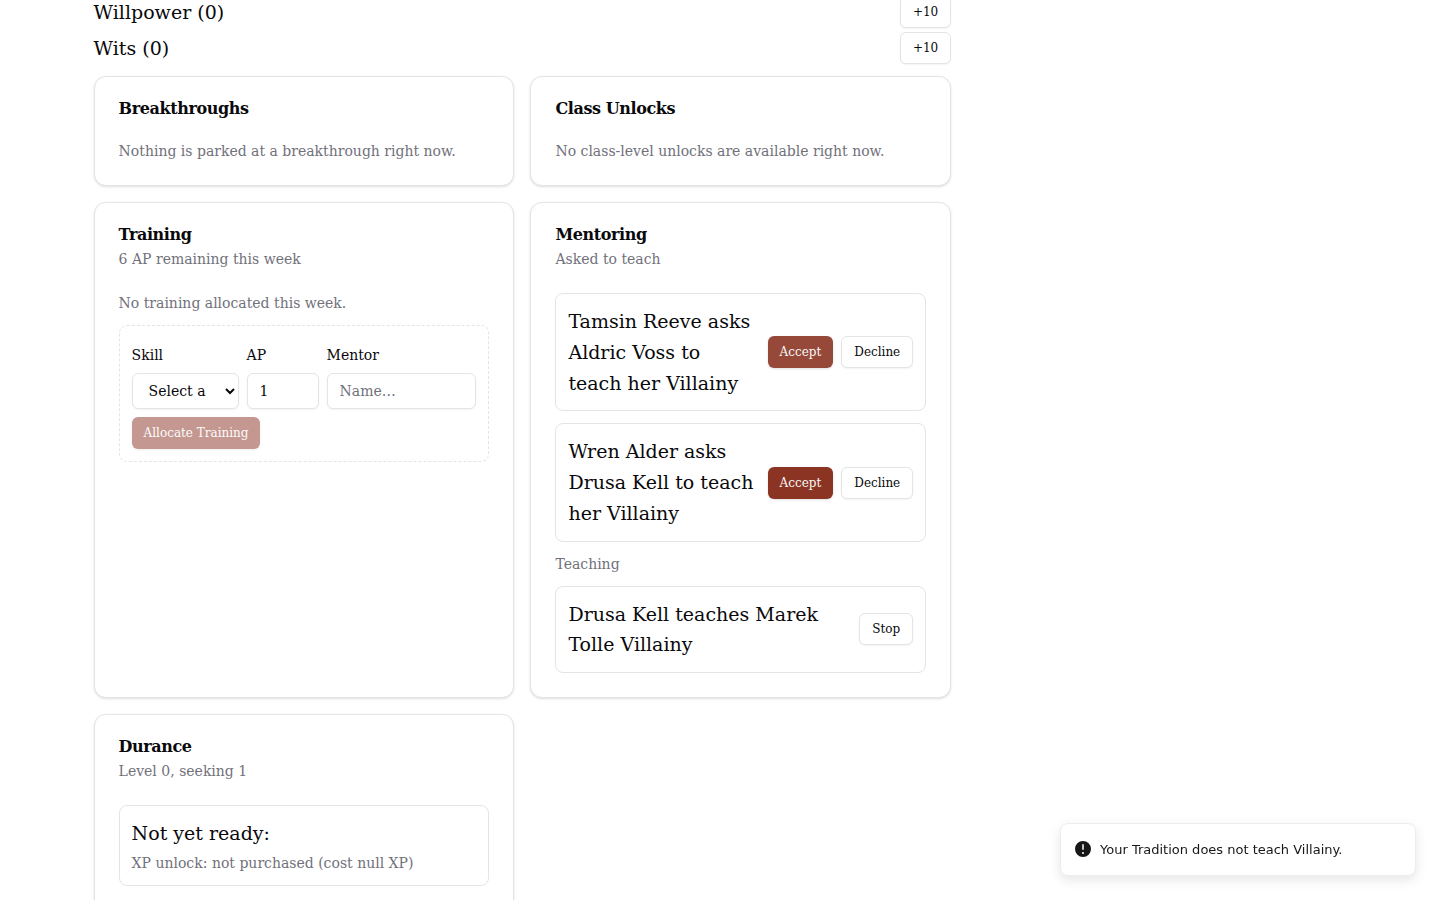 Willpower (0)
+10
Wits (0)
+10
Breakthroughs
Nothing is parked at a breakthrough right now.
Class Unlocks
No class-level unlocks are available right now.
Training
6 AP remaining this week
No training allocated this week.
Skill
AP
Mentor
Select a
1
Name...
Allocate Training
Mentoring
Asked to teach
Tamsin Reeve asks
Aldric Voss to
teach her Villainy
Accept
Decline
Wren Alder asks
Drusa Kell to teach
her Villainy
Accept
Decline
Teaching
Drusa Kell teaches Marek
Tolle Villainy
Stop
Durance
Level 0, seeking 1
Not yet ready:
XP unlock: not purchased (cost null XP)
Your Tradition does not teach Villainy.